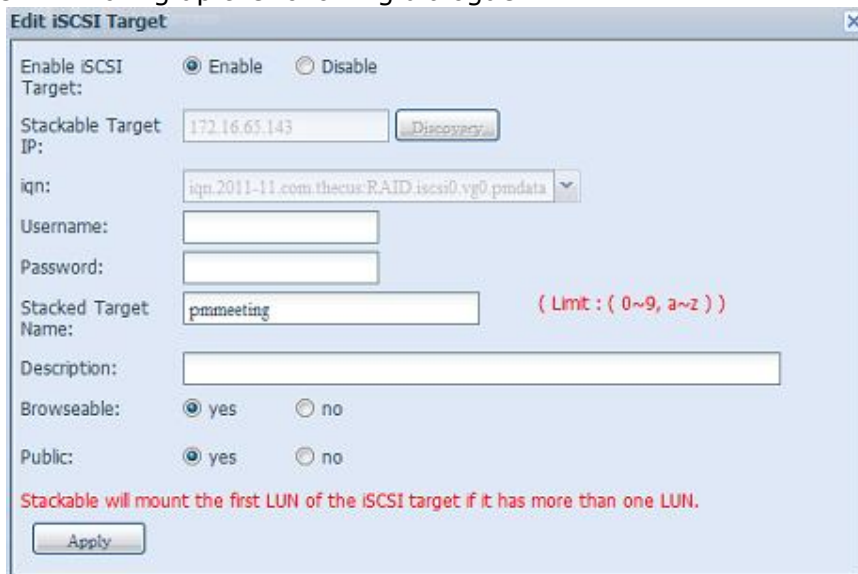 Edit iSCSI Target
Enable iSCSI Target: Enable Disable
Stackable Target IP: 172.16.65.143 Discovery
iqn: iqn.2011-11.com.thecus:RAID.iscsi0.vg0.pmdata
Username:
Password:
Stacked Target Name: pmmeeting ( Limit : ( 0~9, a~z ) )
Description:
Browseable: yes no
Public: yes no
Stackable will mount the first LUN of the iSCSI target if it has more than one LUN.
Apply